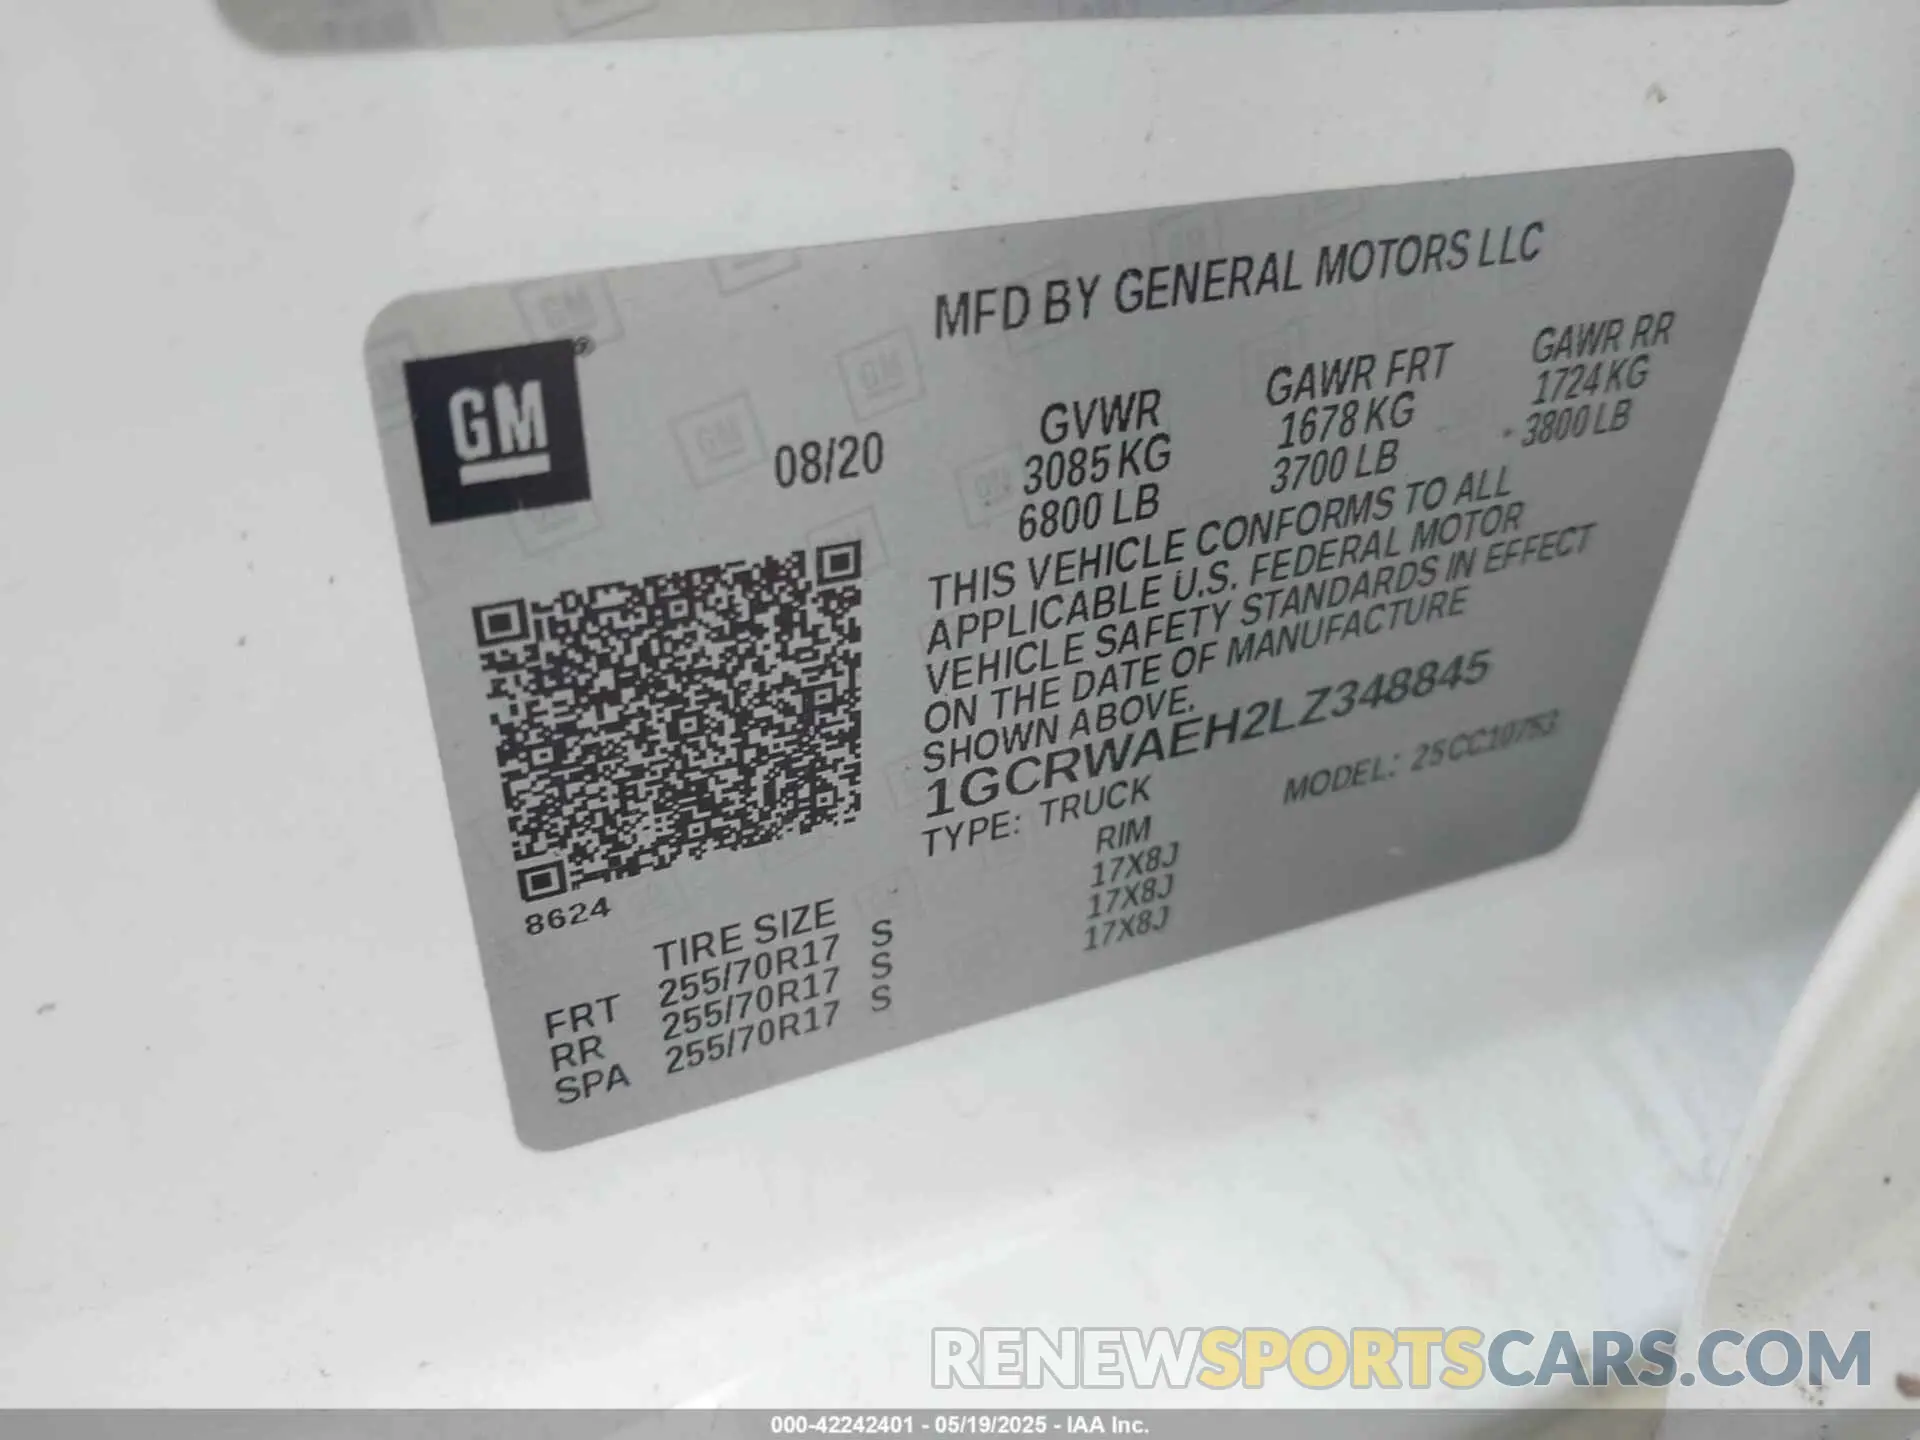 MFD BY GENERAL MOTORS LLC
GM
08/20
GVWR GAWR FRT GAWR RR
3085 KG 1678 KG 1724 KG
6800 LB 3700 LB 3800 LB
THIS VEHICLE CONFORMS TO ALL
APPLICABLE U.S. FEDERAL MOTOR
VEHICLE SAFETY STANDARDS IN EFFECT
ON THE DATE OF MANUFACTURE
SHOWN ABOVE.
1GCRWAEH2LZ348845
TYPE: TRUCK MODEL: 25CC10753
8624
TIRE SIZE RIM
FRT 255/70R17 S 17X8J
RR 255/70R17 S 17X8J
SPA 255/70R17 S 17X8J
RENEWSPORTSCARS.COM
000-42242401 - 05/19/2025 - IAA Inc.